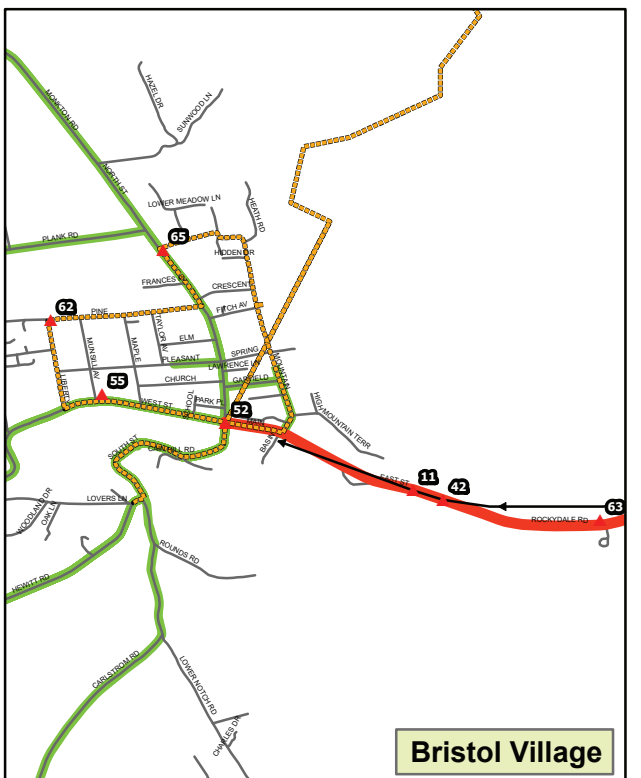 HAZEL DR
MONKTON RD
SUNWOOD LN
NORTH ST
LOWER MEADOW LN
HEATH RD
PLANK RD
65
HIDDEN DR
FRANCES
CRESCENT
62
PINE
FITCH AV
TAYLOR AV
MUNSILL AV
MAPLE
ELM
SPRING
PLEASANT
LAWRENCE LN
MOUNTAIN
LIBERTY
55
CHURCH
GARFIELD
SCHOOL
PARK PL
WEST ST
52
MAIN
HIGH MOUNTAIN TERR
BASIN
SOUTH ST
EAST ST
11
42
63
ROCKYDALE RD
LOVERS LN
WOODLAND DR
OAK LN
ROUNDS RD
HEWITT RD
CARLSTROM RD
LOWER NOTCH RD
CHARLES DR
Bristol Village